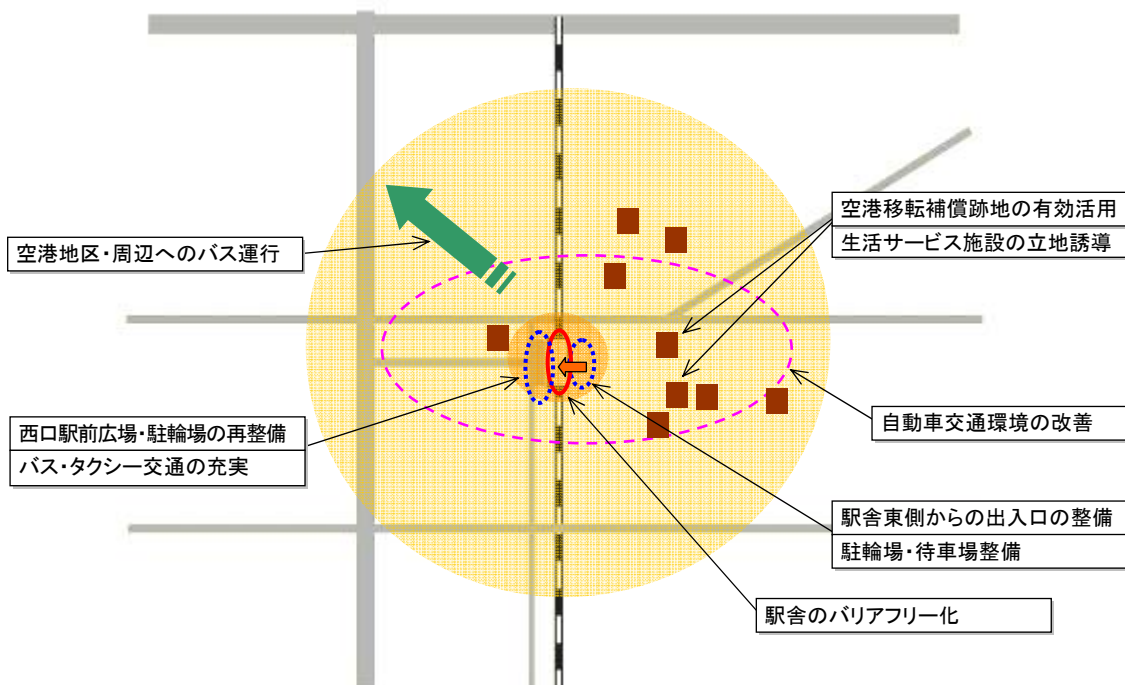 空港移転補償跡地の有効活用
生活サービス施設の立地誘導
空港地区・周辺へのバス運行
自動車交通環境の改善
西口駅前広場・駐輪場の再整備
バス・タクシー交通の充実
駅舎東側からの出入口の整備
駐輪場・待車場整備
駅舎のバリアフリー化